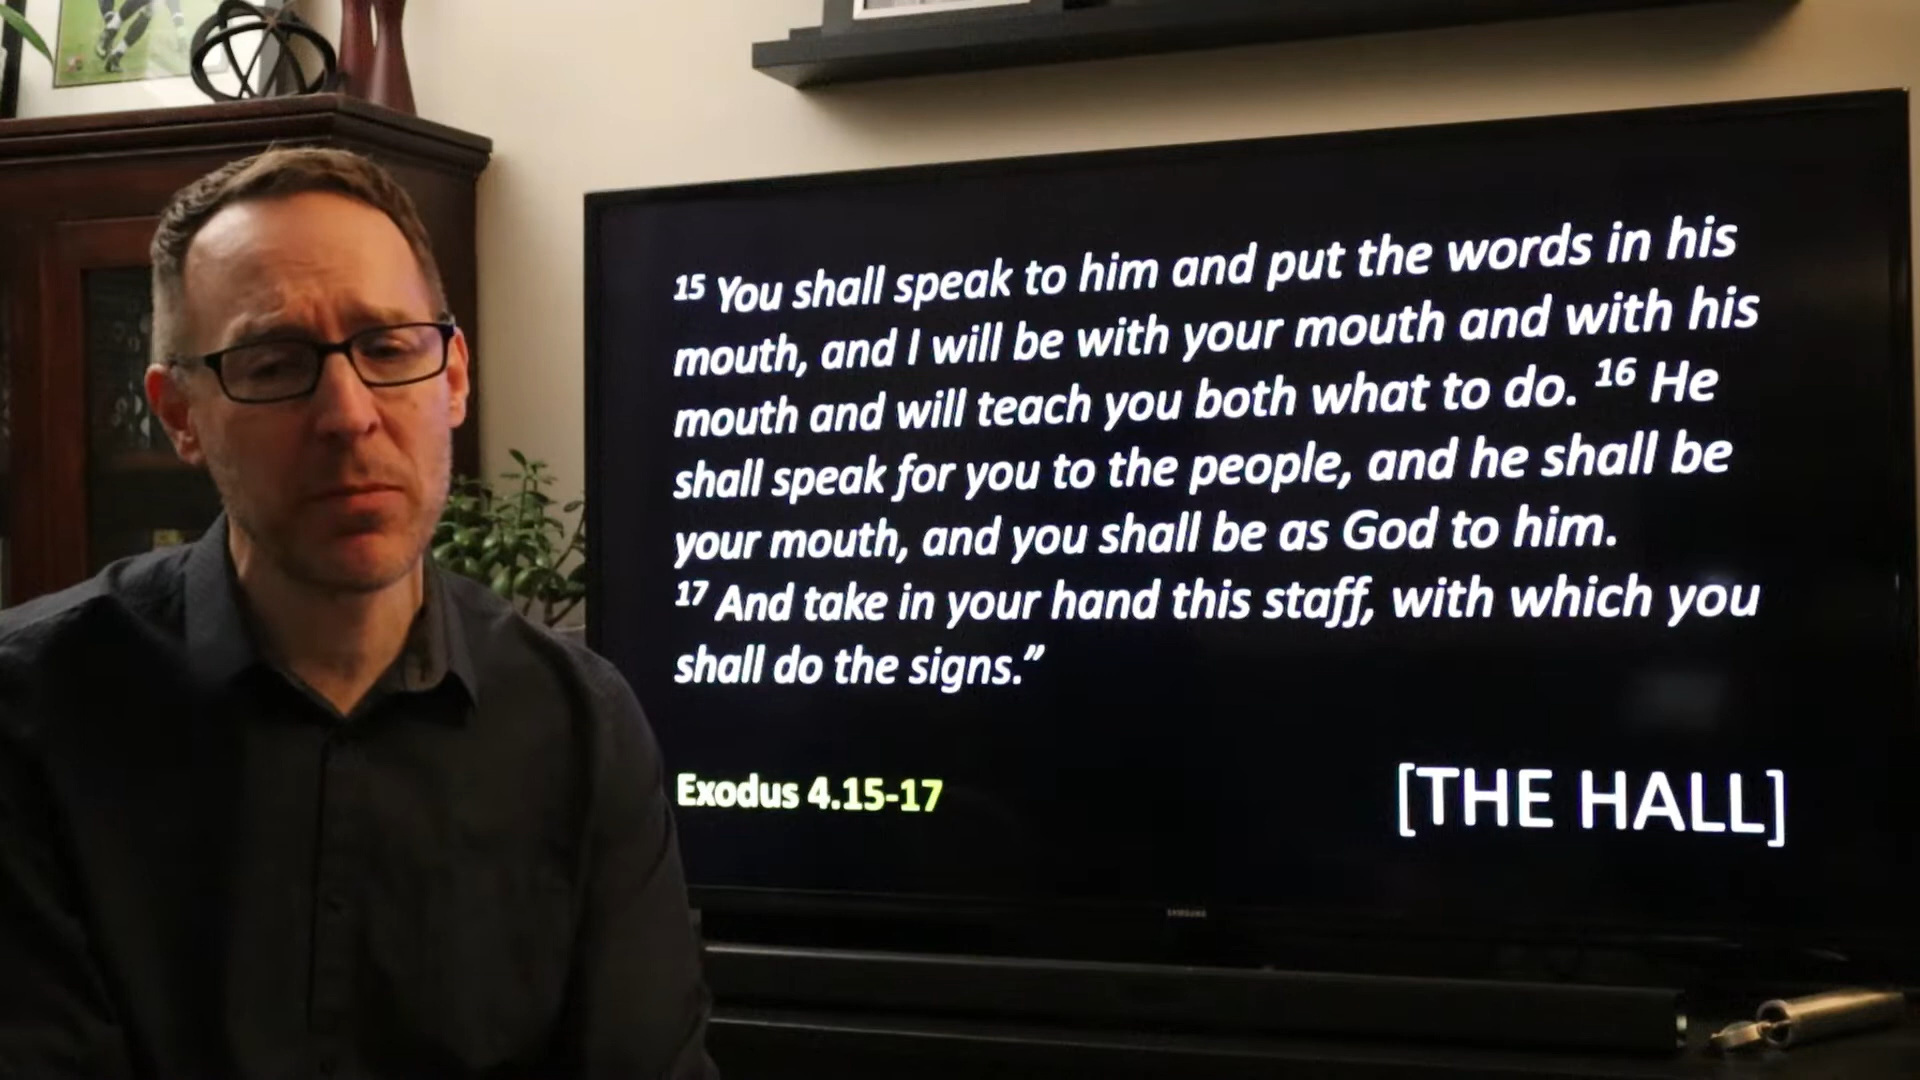 15 You shall speak to him and put the words in his
mouth, and I will be with your mouth and with his
mouth and will teach you both what to do. 16 He
shall speak for you to the people, and he shall be
your mouth, and you shall be as God to him.
17 And take in your hand this staff, with which you
shall do the signs.”
Exodus 4.15-17
[THE HALL]
SAMSUNG